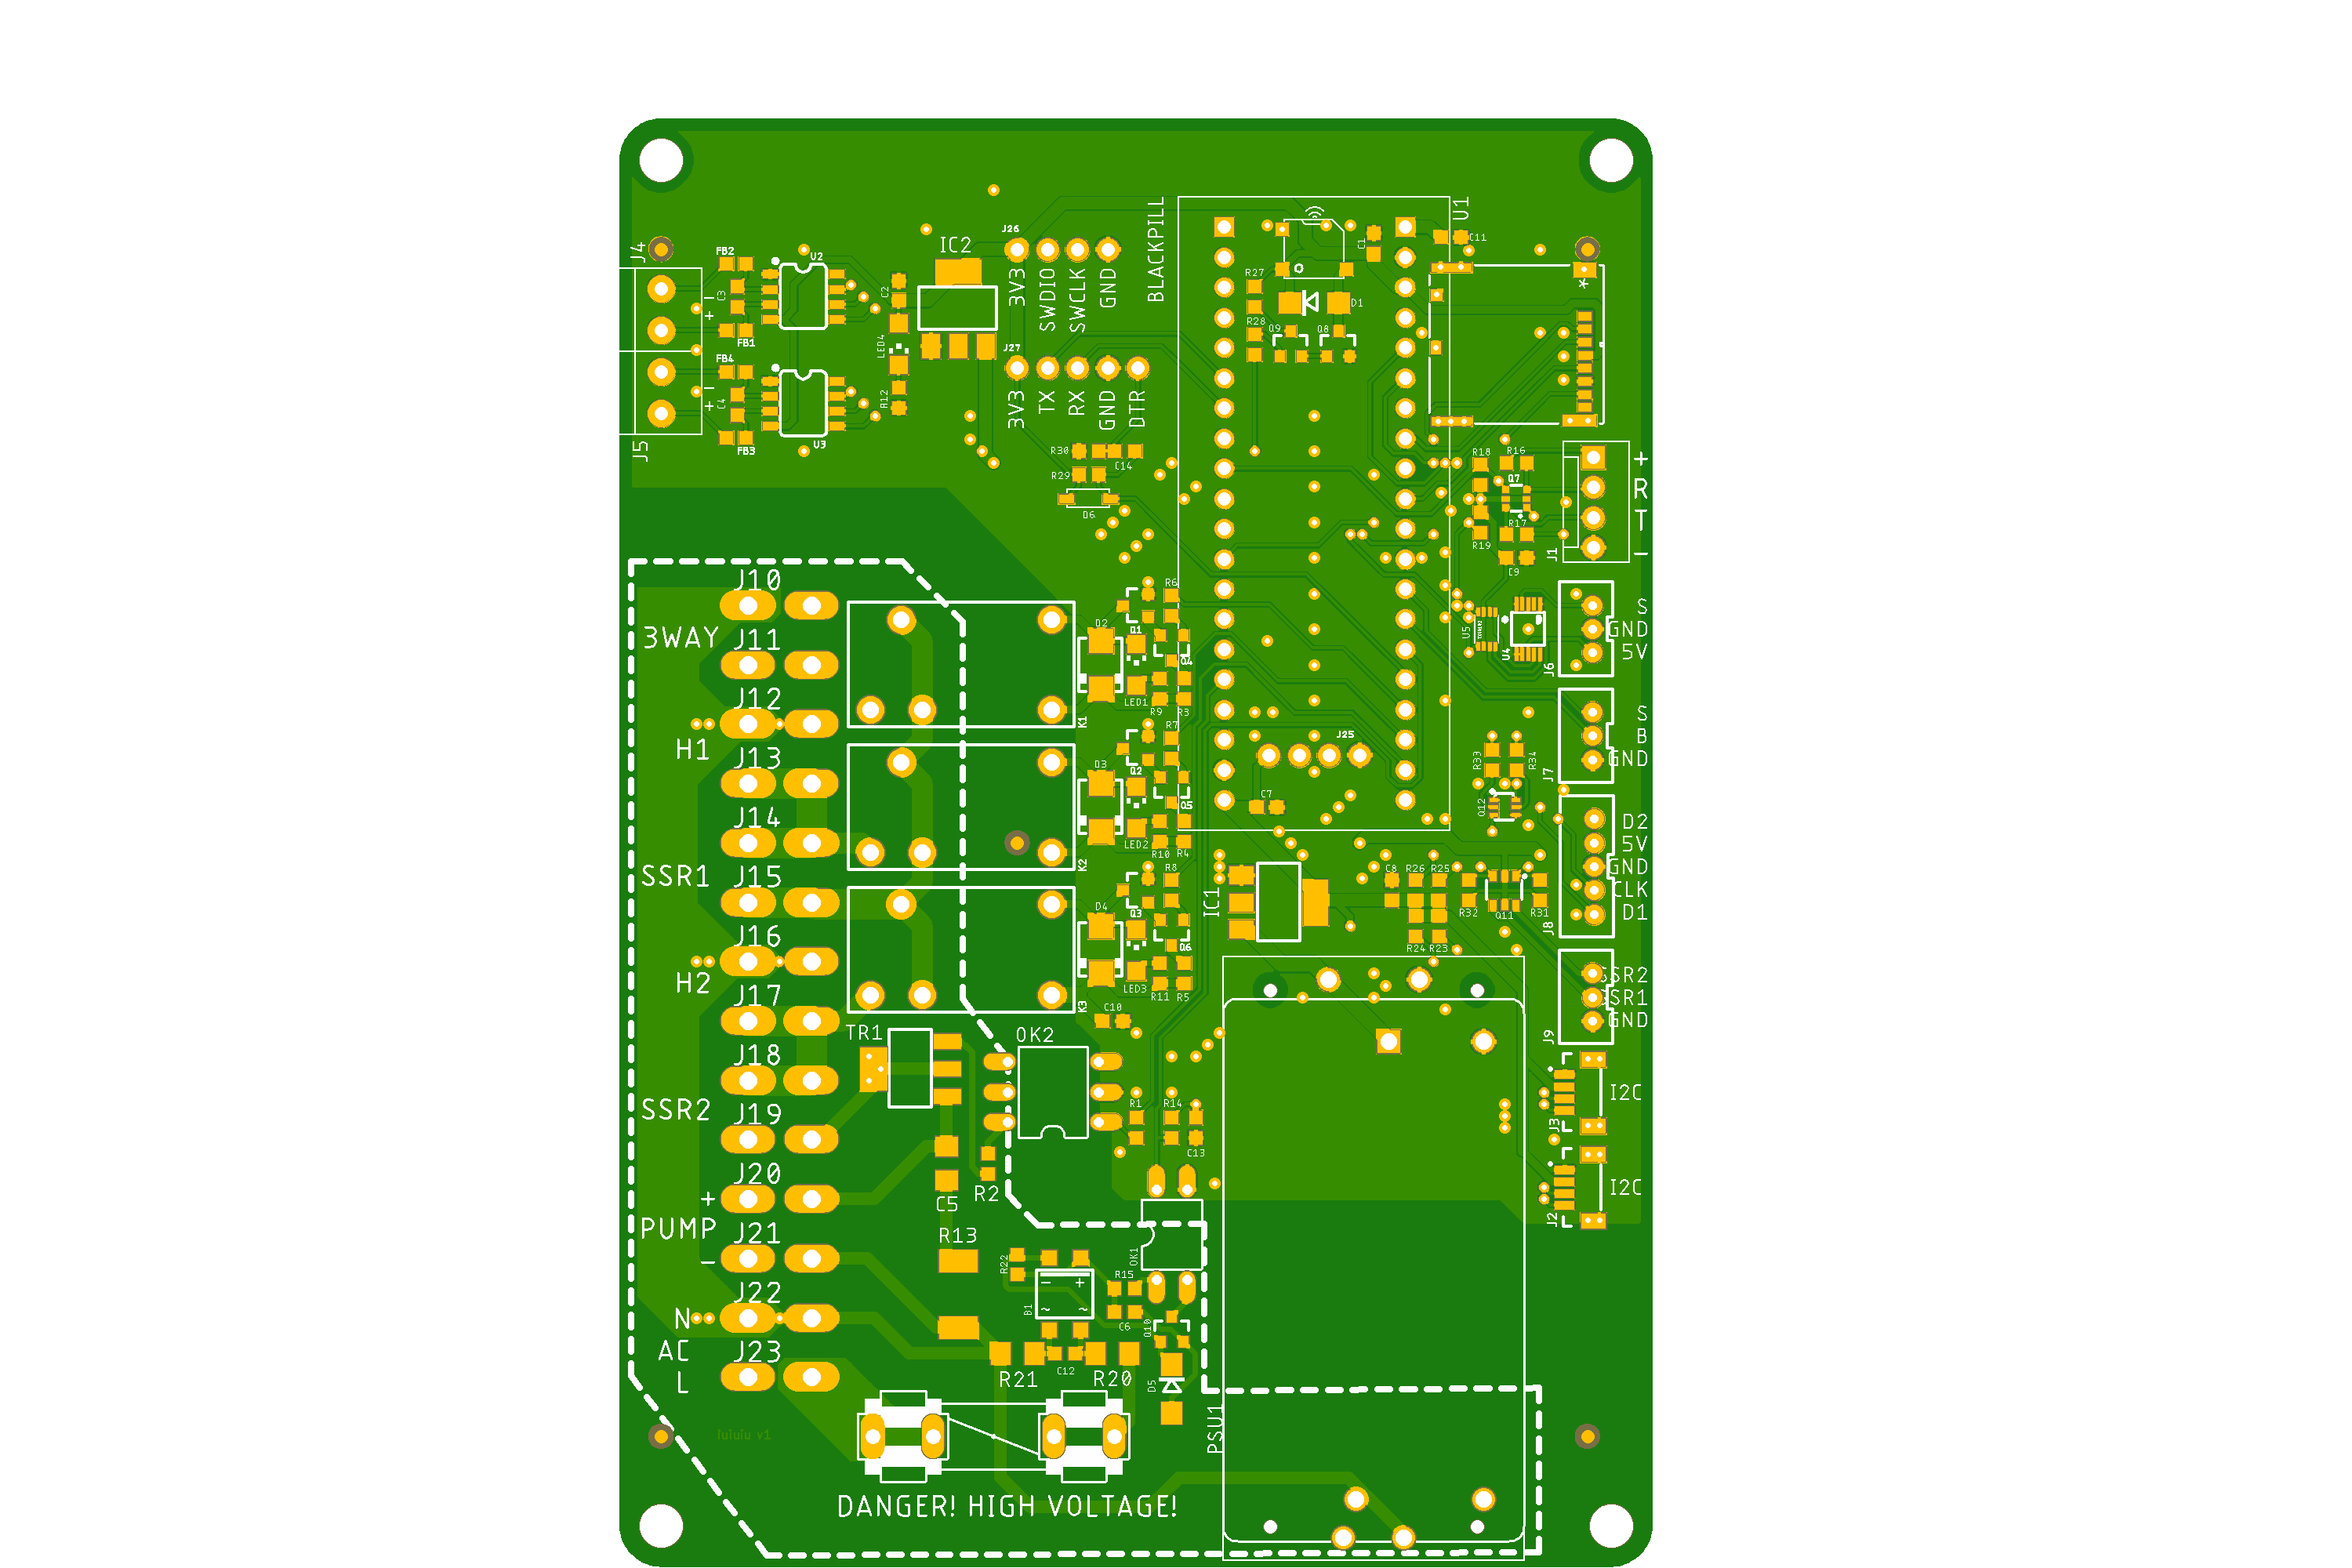 U1
BLACKPILL
J26
J4
IC2
C11
C1
FB2
U2
R27
3V3
SWDIO
SWCLK
GND
C3
C2
−
+
D1
*
R28
Q9
Q8
FB1
LED4
J27
FB4
U3
C4
R12
−
+
3V3
TX
RX
GND
DTR
J5
FB3
R30
C14
R18
R16
+
R29
Q7
R
D6
R17
T
R19
J1
−
C9
J10
R6
3WAY
D2
Q1
U5
S
J11
GND
U4
Q4
5V
J6
J12
LED1
R9
R3
K1
S
R7
J25
B
H1
J13
D3
Q2
R33
R34
GND
J7
C7
Q5
Q12
J14
D2
LED2
5V
R10
R4
K2
SSR1
J15
R8
C8
R26
R25
GND
IC1
CLK
D4
Q3
R32
Q11
R31
D1
J8
J16
Q6
R24
R23
H2
LED3
SSR2
J17
R11
R5
K3
SSR1
C10
GND
TR1
OK2
J9
J18
I2C
SSR2
J19
R1
R14
J3
C13
J20
+
C5
R2
I2C
J2
PUMP
J21
R13
−
R22
OK1
J22
− +
R15
B1
~ ~
N
C6
Q10
AC
J23
C12
L
R21
R20
D5
PSU1
lululu v1
DANGER! HIGH VOLTAGE!